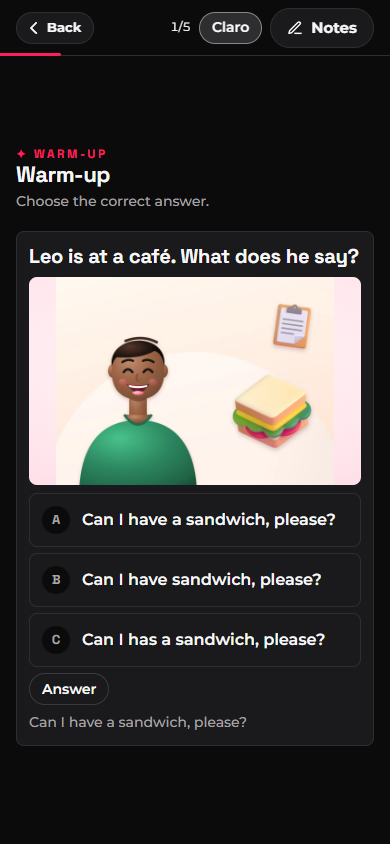 Back
1/5
Claro
Notes
✦ WARM-UP
Warm-up
Choose the correct answer.
Leo is at a café. What does he say?
A Can I have a sandwich, please?
B Can I have sandwich, please?
C Can I has a sandwich, please?
Answer
Can I have a sandwich, please?